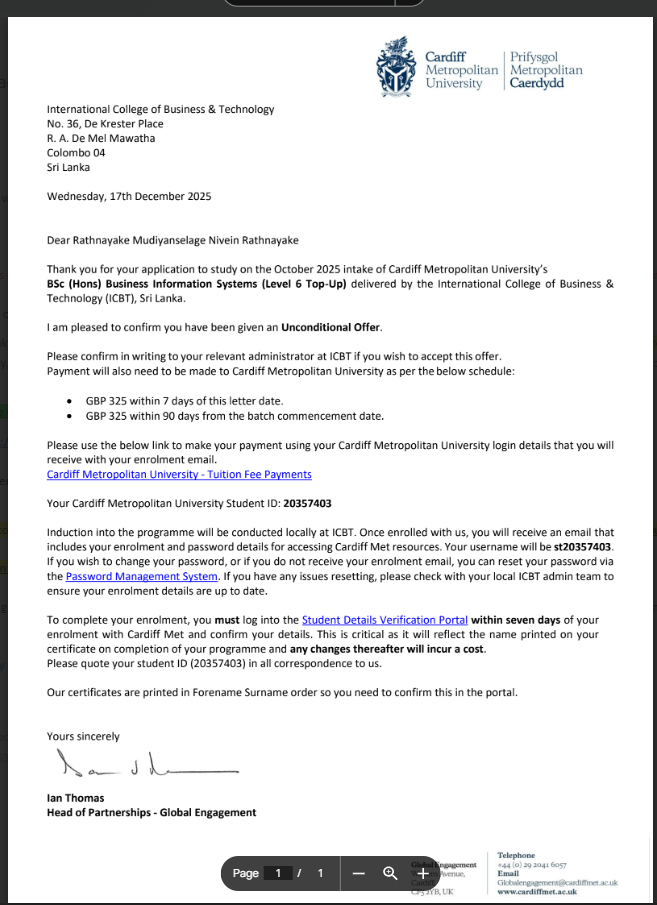 Cardiff
Metropolitan
University
Prifysgol
Metropolitan
Caerdydd
International College of Business & Technology
No. 36, De Krester Place
R. A. De Mel Mawatha
Colombo 04
Sri Lanka
Wednesday, 17th December 2025
Dear Rathnayake Mudiyanselage Nivein Rathnayake
Thank you for your application to study on the October 2025 intake of Cardiff Metropolitan University's
BSc (Hons) Business Information Systems (Level 6 Top-Up) delivered by the International College of Business &
Technology (ICBT), Sri Lanka.
I am pleased to confirm you have been given an Unconditional Offer.
Please confirm in writing to your relevant administrator at ICBT if you wish to accept this offer.
Payment will also need to be made to Cardiff Metropolitan University as per the below schedule:
• GBP 325 within 7 days of this letter date.
• GBP 325 within 90 days from the batch commencement date.
Please use the below link to make your payment using your Cardiff Metropolitan University login details that you will
receive with your enrolment email.
Cardiff Metropolitan University - Tuition Fee Payments
Your Cardiff Metropolitan University Student ID: 20357403
Induction into the programme will be conducted locally at ICBT. Once enrolled with us, you will receive an email that
includes your enrolment and password details for accessing Cardiff Met resources. Your username will be st20357403.
If you wish to change your password, or if you do not receive your enrolment email, you can reset your password via
the Password Management System. If you have any issues resetting, please check with your local ICBT admin team to
ensure your enrolment details are up to date.
To complete your enrolment, you must log into the Student Details Verification Portal within seven days of your
enrolment with Cardiff Met and confirm your details. This is critical as it will reflect the name printed on your
certificate on completion of your programme and any changes thereafter will incur a cost.
Please quote your student ID (20357403) in all correspondence to us.
Our certificates are printed in Forename Surname order so you need to confirm this in the portal.
Yours sincerely
Ian Thomas
Head of Partnerships - Global Engagement
Page 1 / 1
Global Engagement
Avenue,
CF5 2YB, UK
Telephone
+44 (0) 29 2041 6057
Email
Globalengagement@cardiffmet.ac.uk
www.cardiffmet.ac.uk